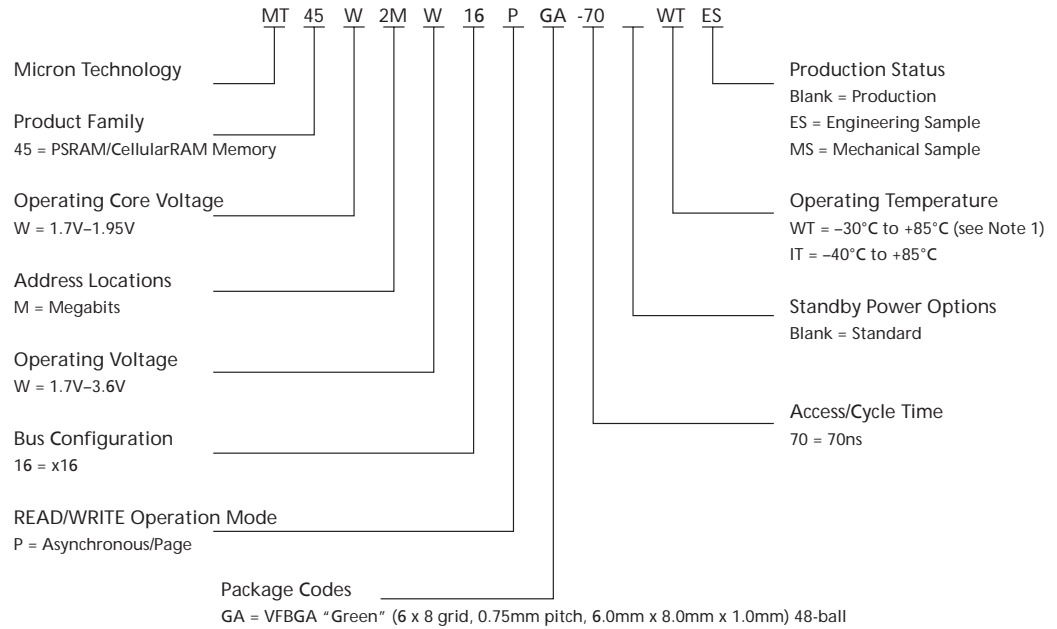 MT 45 W 2M W 16 P GA -70 WT ES
Micron Technology
Product Family
45 = PSRAM/CellularRAM Memory
Operating Core Voltage
W = 1.7V–1.95V
Address Locations
M = Megabits
Operating Voltage
W = 1.7V–3.6V
Bus Configuration
16 = x16
READ/WRITE Operation Mode
P = Asynchronous/Page
Package Codes
GA = VFBGA “Green” (6 x 8 grid, 0.75mm pitch, 6.0mm x 8.0mm x 1.0mm) 48-ball
Production Status
Blank = Production
ES = Engineering Sample
MS = Mechanical Sample
Operating Temperature
WT = –30°C to +85°C (see Note 1)
IT = –40°C to +85°C
Standby Power Options
Blank = Standard
Access/Cycle Time
70 = 70ns